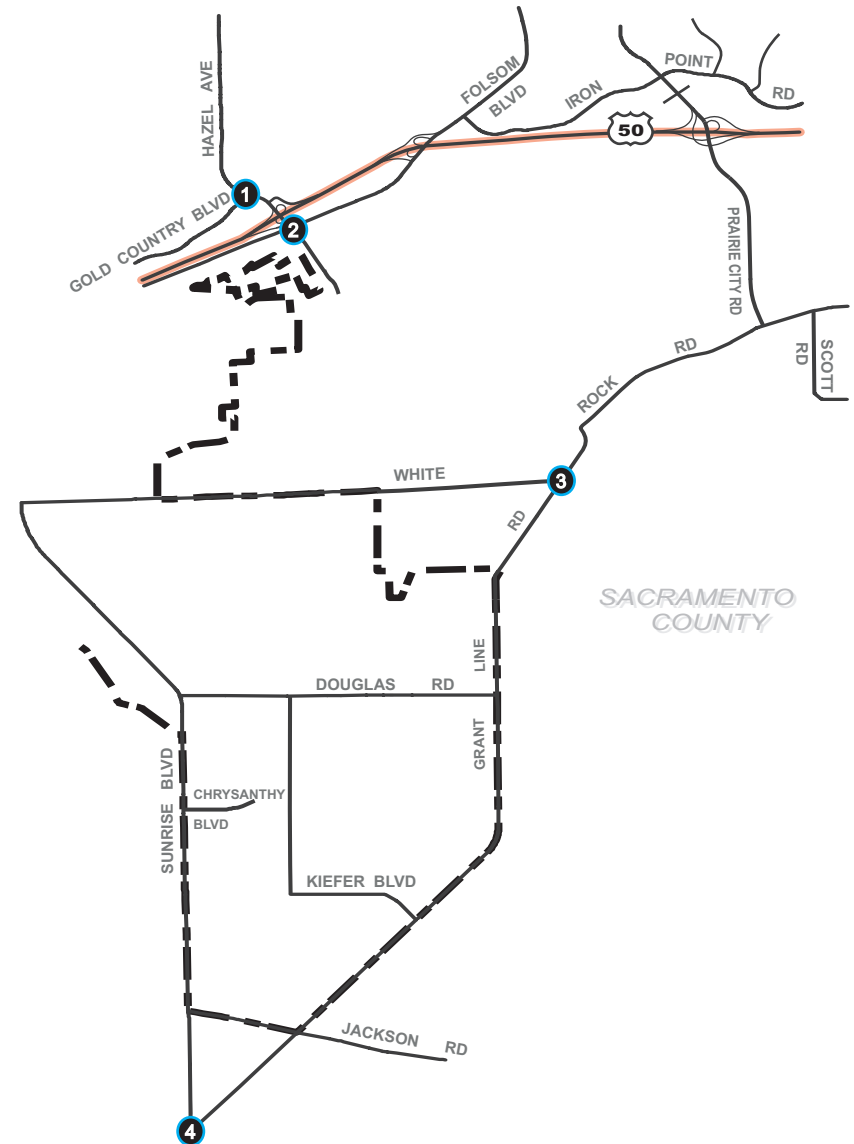 HAZEL AVE
FOLSOM
BLVD
IRON
POINT
RD
50
1
GOLD COUNTRY BLVD
2
PRAIRIE CITY RD
SCOTT
RD
ROCK
RD
WHITE
3
RD
SACRAMENTO
COUNTY
LINE
GRANT
DOUGLAS RD
SUNRISE BLVD
CHRYSANTHY
BLVD
KIEFER BLVD
JACKSON RD
4